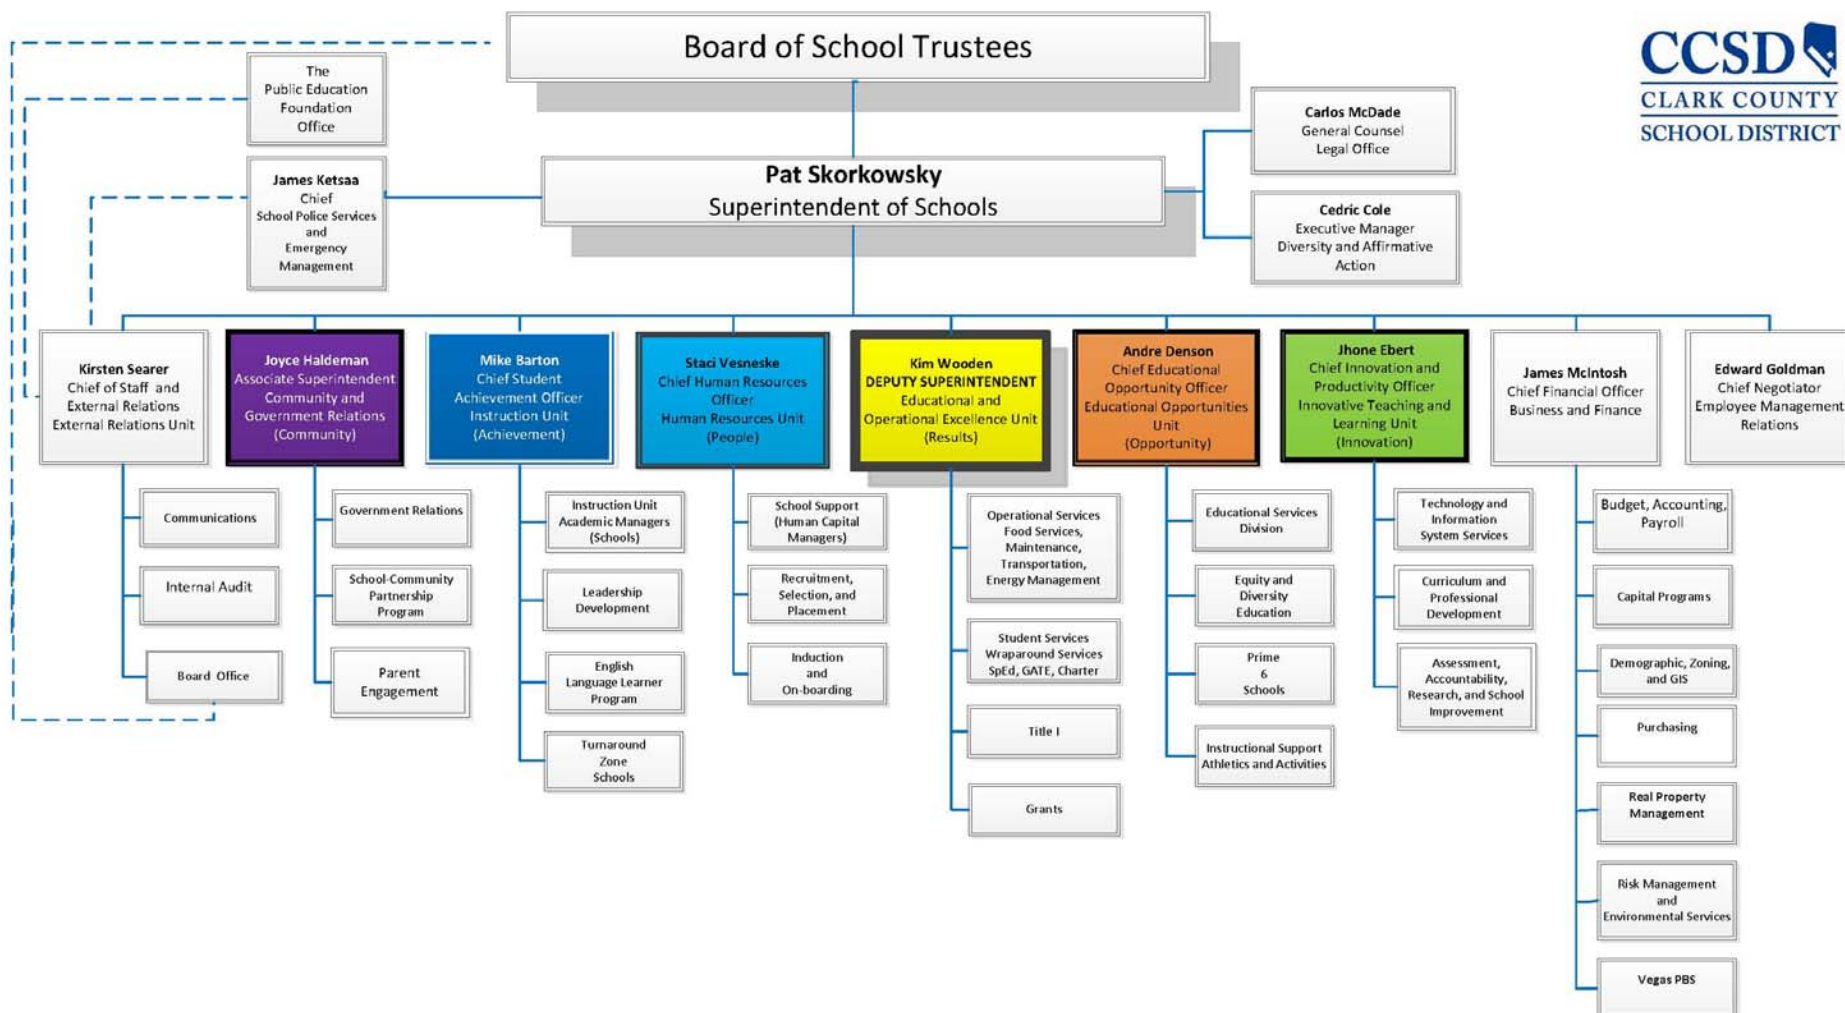 Board of School Trustees
CCSD
CLARK COUNTY
SCHOOL DISTRICT
The
Public Education
Foundation
Office
Carlos McDade
General Counsel
Legal Office
James Ketsaa
Chief
School Police Services
and
Emergency
Management
Pat Skorkowsky
Superintendent of Schools
Cedric Cole
Executive Manager
Diversity and Affirmative
Action
Kirsten Searer
Chief of Staff and
External Relations
External Relations Unit
Joyce Haldeman
Associate Superintendent
Community and
Government Relations
(Community)
Mike Barton
Chief Student
Achievement Officer
Instruction Unit
(Achievement)
Staci Vesneske
Chief Human Resources
Officer
Human Resources Unit
(People)
Kim Wooden
DEPUTY SUPERINTENDENT
Educational and
Operational Excellence Unit
(Results)
Andre Denson
Chief Educational
Opportunity Officer
Educational Opportunities
Unit
(Opportunity)
Jhone Ebert
Chief Innovation and
Productivity Officer
Innovative Teaching and
Learning Unit
(Innovation)
James McIntosh
Chief Financial Officer
Business and Finance
Edward Goldman
Chief Negotiator
Employee Management
Relations
Communications
Internal Audit
Board Office
Government Relations
School-Community
Partnership
Program
Parent
Engagement
Instruction Unit
Academic Managers
(Schools)
Leadership
Development
English
Language Learner
Program
Turnaround
Zone
Schools
School Support
(Human Capital
Managers)
Recruitment,
Selection, and
Placement
Induction
and
On-boarding
Operational Services
Food Services,
Maintenance,
Transportation,
Energy Management
Student Services
Wraparound Services
SpEd, GATE, Charter
Title I
Grants
Educational Services
Division
Equity and
Diversity
Education
Prime
6
Schools
Instructional Support
Athletics and Activities
Technology and
Information
System Services
Curriculum and
Professional
Development
Assessment,
Accountability,
Research, and School
Improvement
Budget, Accounting,
Payroll
Capital Programs
Demographic, Zoning,
and GIS
Purchasing
Real Property
Management
Risk Management
and
Environmental Services
Vegas PBS